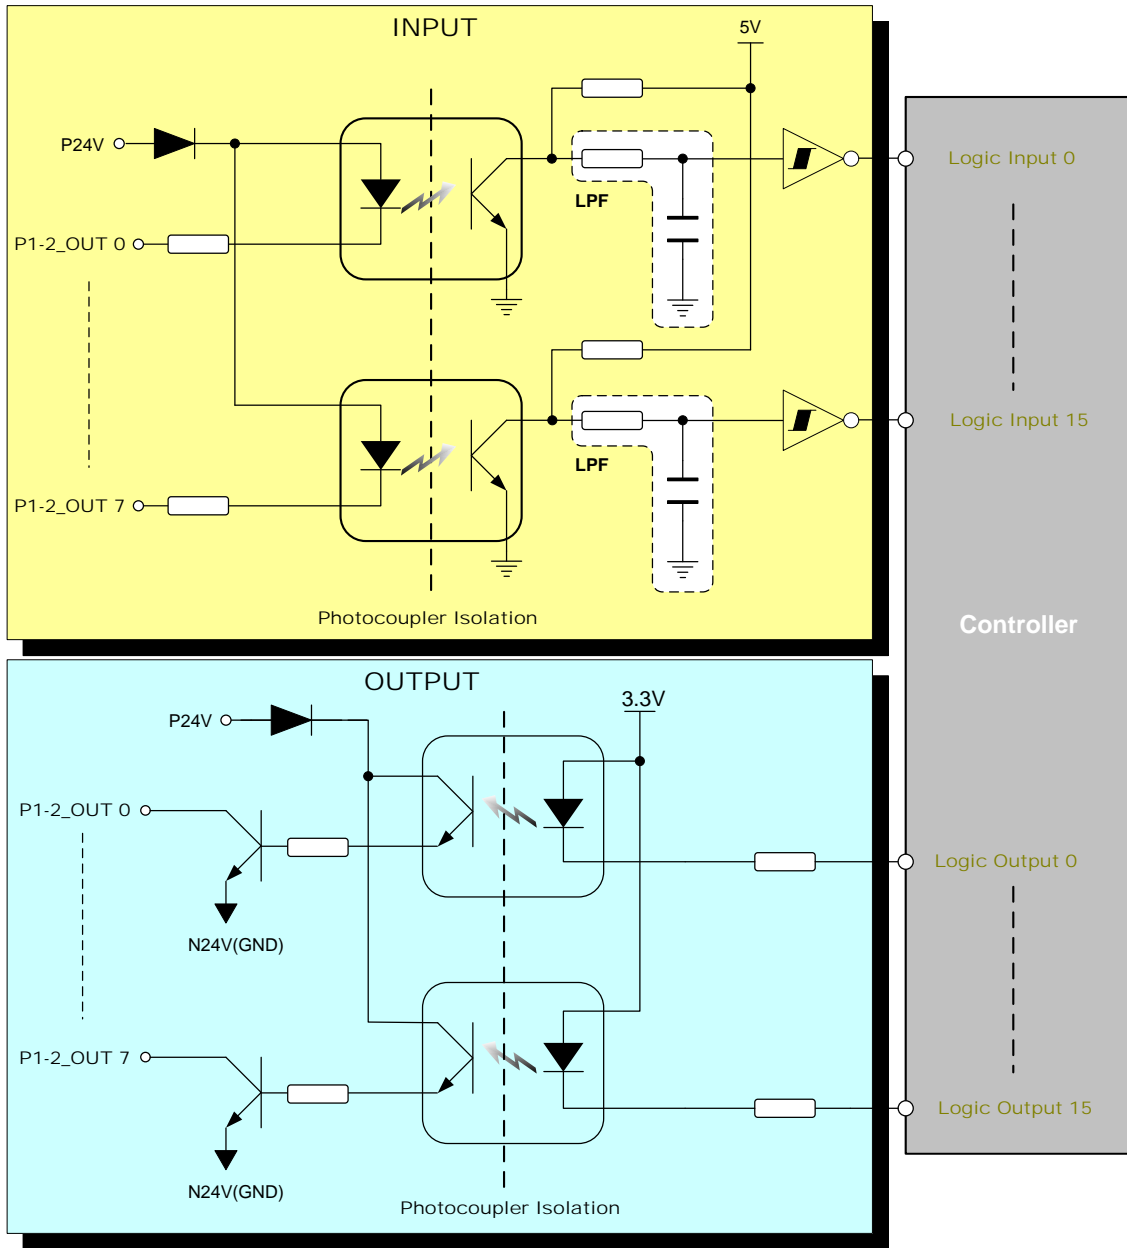 INPUT
5V
P24V
Logic Input 0
LPF
P1-2_OUT 0
Logic Input 15
LPF
P1-2_OUT 7
Photocoupler Isolation
Controller
OUTPUT
3.3V
P24V
P1-2_OUT 0
Logic Output 0
N24V(GND)
P1-2_OUT 7
Logic Output 15
N24V(GND)
Photocoupler Isolation